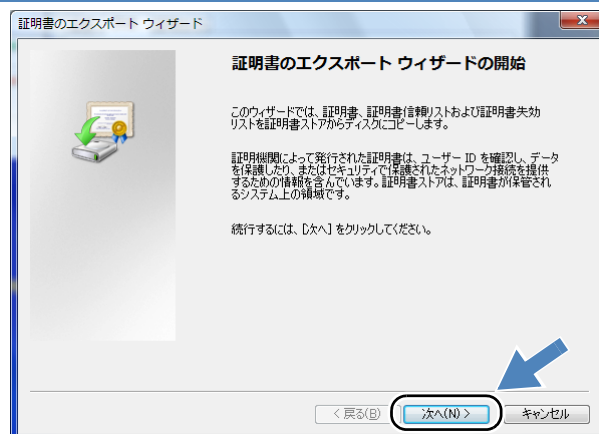 証明書のエクスポート ウィザード
証明書のエクスポート ウィザードの開始
このウィザードでは、証明書、証明書信頼リストおよび証明書失効
リストを証明書ストアからディスクにコピーします。
証明機関によって発行された証明書は、ユーザー ID を確認し、データ
を保護したり、またはセキュリティで保護されたネットワーク接続を提供
するための情報を含んでいます。証明書ストアは、証明書が保管され
るシステム上の領域です。
続行するには、[次へ] をクリックしてください。
< 戻る(B)
次へ(N) >
キャンセル